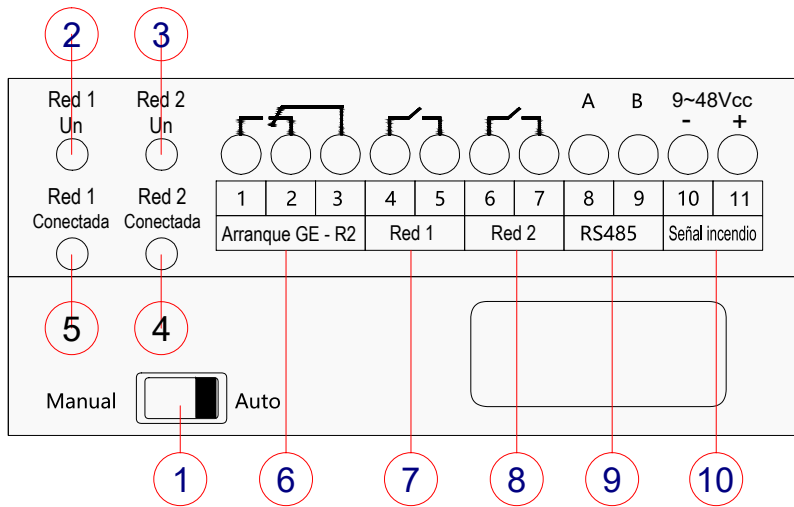 2 3
Red 1 Red 2 A B 9~48Vcc
Un Un - +
1 2 3 4 5 6 7 8 9 10 11
Red 1 Red 2
Conectada Conectada
Arranque GE - R2 Red 1 Red 2 RS485 Señal incendio
5 4
Manual Auto
1 6 7 8 9 10